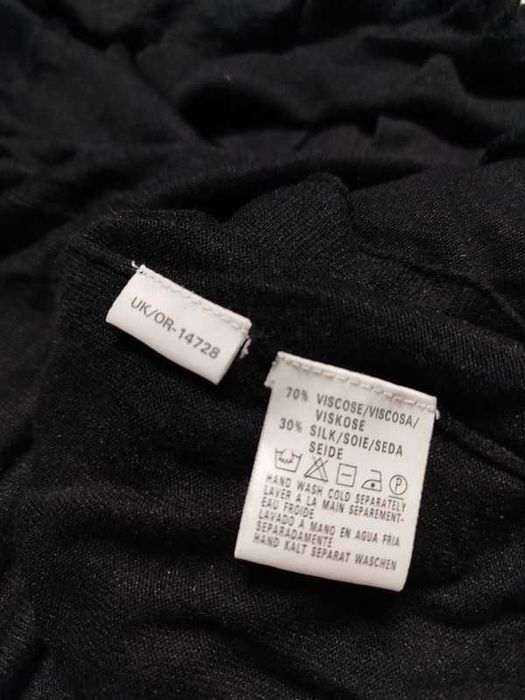 UK/OR-14728
70% VISCOSE/VISCOSA/
VISKOSE
30% SILK/SOIE/SEDA
SEIDE
P
HAND WASH COLD SEPARATELY
LAVER A LA MAIN SEPAREMENT-
EAU FROIDE
LAVADO A MANO EN AGUA FRIA
SEPARADAMENTE
HAND KALT SEPARAT WASCHEN